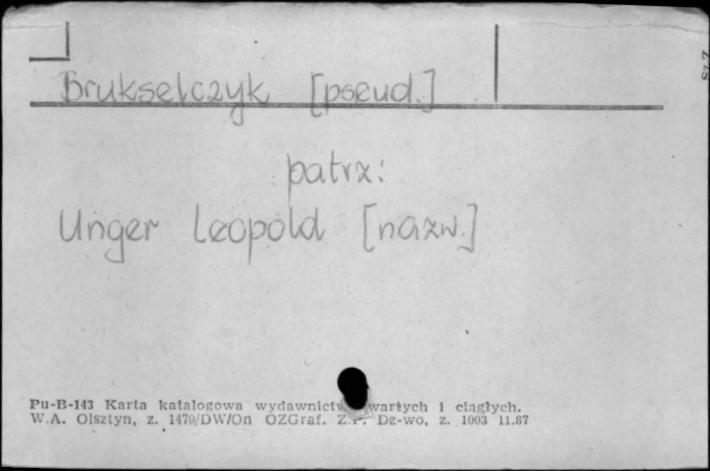 Brukselczyk [pseud.]
patrz:
Unger Leopold [nazw.]
Pu-B-143 Karta katalogowa wydawnictw zwartych i ciągłych.
W.A. Olsztyn, z. 1470/DW/On OZGraf. Z.P. Dz-wo, z. 1003 11.87